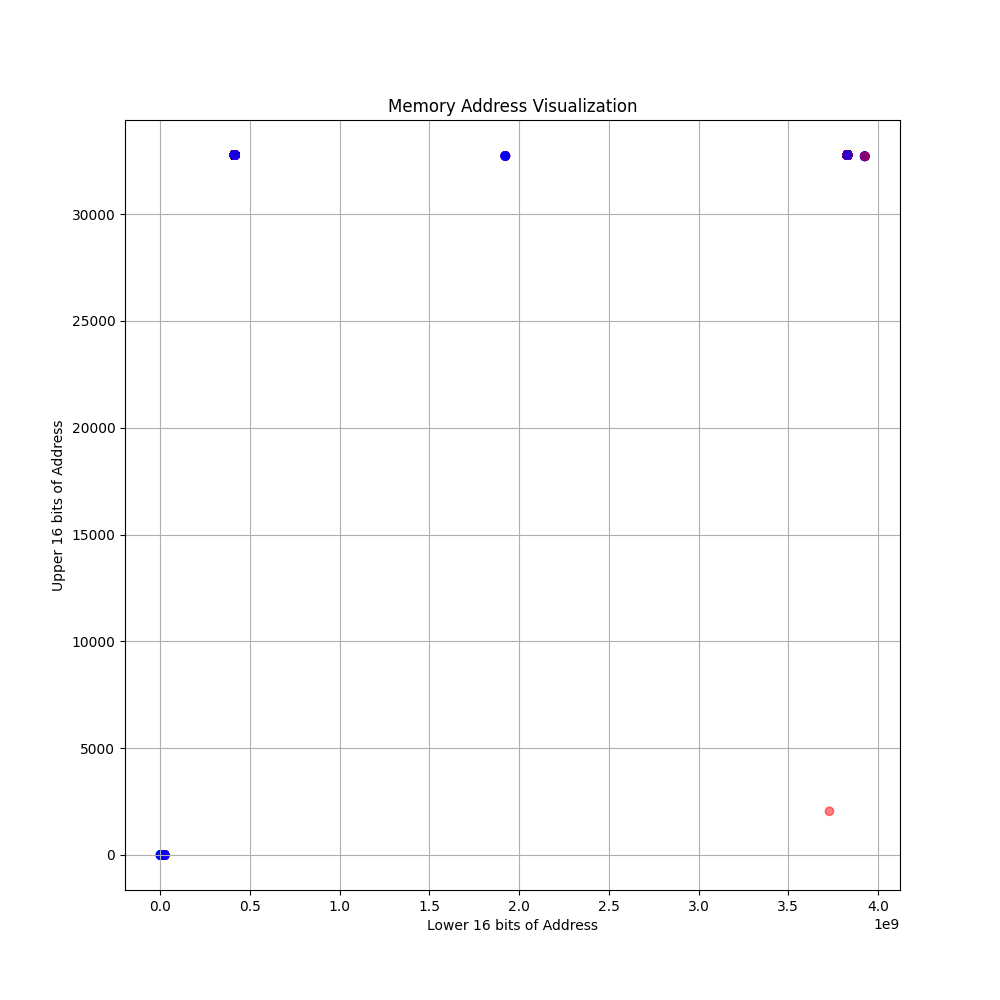 Memory Address Visualization
Upper 16 bits of Address
30000
25000
20000
15000
10000
5000
0
0.0 0.5 1.0 1.5 2.0 2.5 3.0 3.5 4.0
1e9
Lower 16 bits of Address